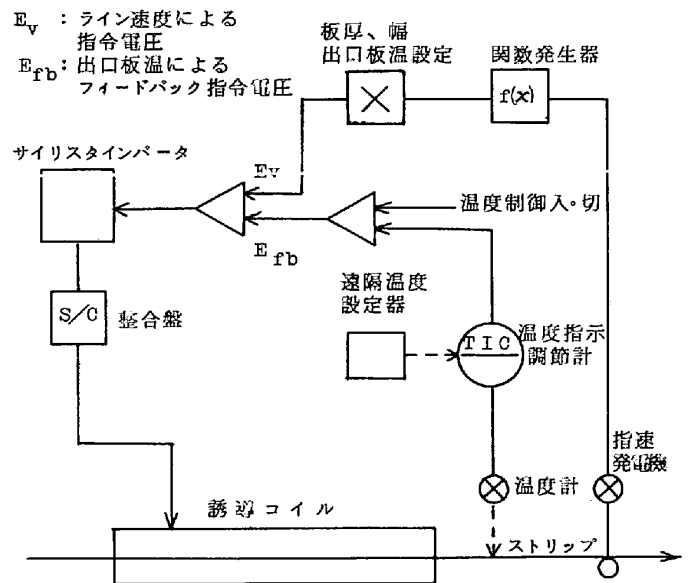 Ev : ライン速度による
指令電圧
Efb: 出口板温による
フィードバック指令電圧
板厚、幅
出口板温設定
関数発生器
×
f(x)
サイリスタインバータ
Ev
Efb
温度制御入・切
遠隔温度
設定器
S/C
整合盤
TIC
温度指示
調節計
指速
発電機
温度計
誘導コイル
ストリップ